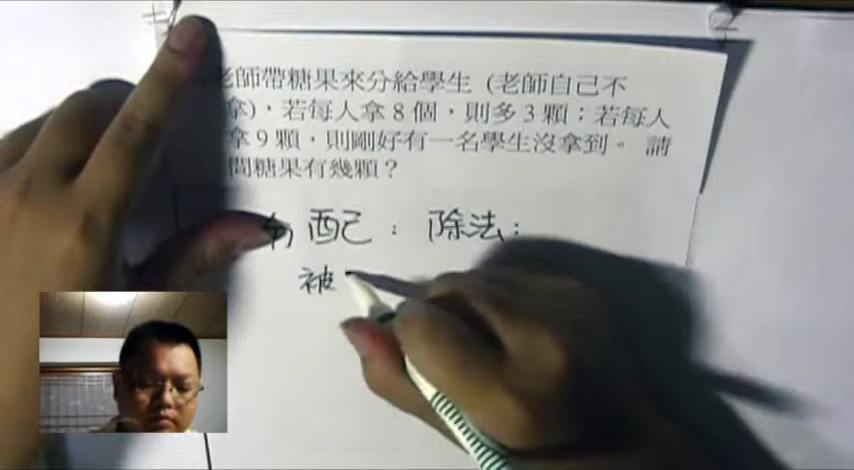 老師帶糖果來分給學生（老師自己不
拿），若每人拿8個，則多3顆；若每人
拿9顆，則剛好有一名學生沒拿到。 請
問糖果有幾顆？
配：除法：
被